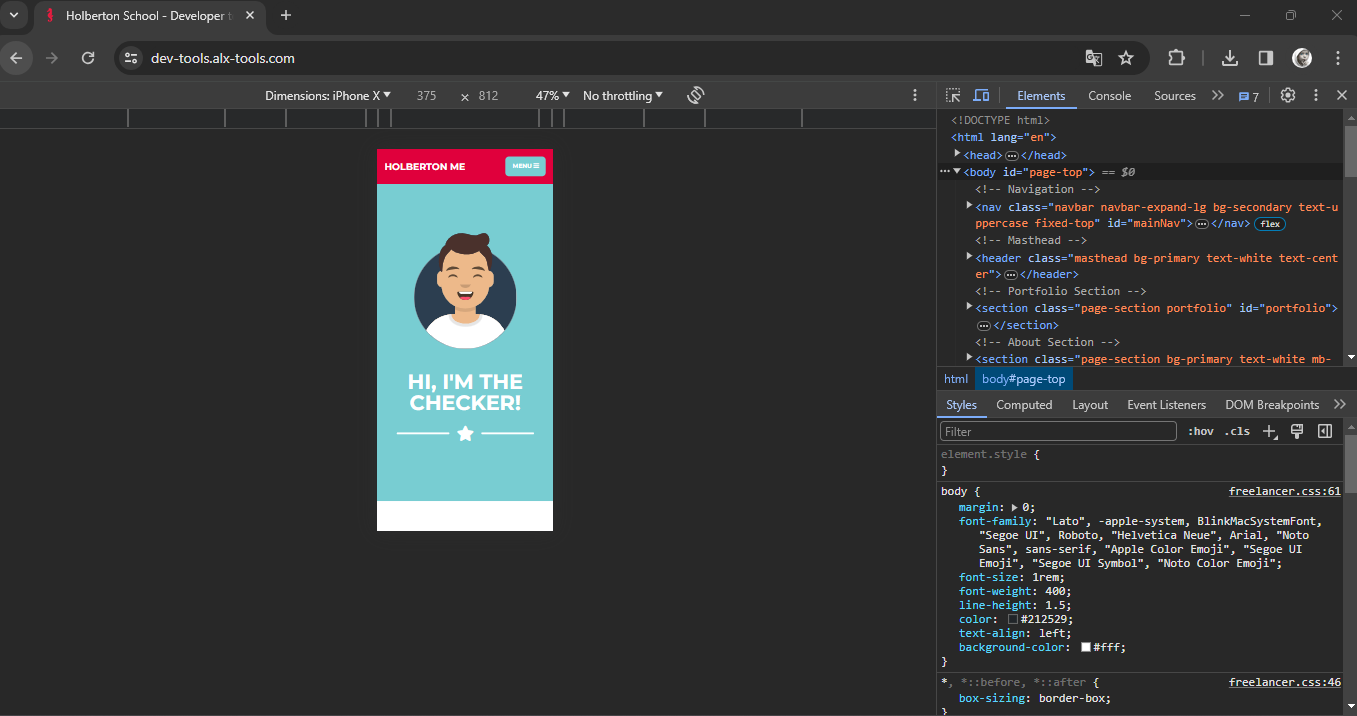 Holberton School - Developer t
dev-tools.alx-tools.com
Dimensions: iPhone X 375 × 812 47% No throttling
Elements Console Sources 7
HOLBERTON ME MENU
HI, I'M THE
CHECKER!
<!DOCTYPE html>
<html lang="en">
<head>…</head>
<body id="page-top"> == $0
<!-- Navigation -->
<nav class="navbar navbar-expand-lg bg-secondary text-u
ppercase fixed-top" id="mainNav">…</nav> flex
<!-- Masthead -->
<header class="masthead bg-primary text-white text-cent
er">…</header>
<!-- Portfolio Section -->
<section class="page-section portfolio" id="portfolio">
…</section>
<!-- About Section -->
<section class="page-section bg-primary text-white mb-
html body#page-top
Styles Computed Layout Event Listeners DOM Breakpoints
Filter :hov .cls
element.style {
}
body { freelancer.css:61
margin: 0;
font-family: "Lato", -apple-system, BlinkMacSystemFont,
"Segoe UI", Roboto, "Helvetica Neue", Arial, "Noto
Sans", sans-serif, "Apple Color Emoji", "Segoe UI
Emoji", "Segoe UI Symbol", "Noto Color Emoji";
font-size: 1rem;
font-weight: 400;
line-height: 1.5;
color: #212529;
text-align: left;
background-color: #fff;
}
*, *::before, *::after { freelancer.css:46
box-sizing: border-box;
}